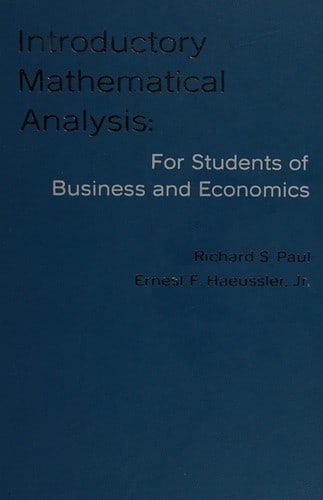 Introductory
Mathematical
Analysis:
For Students of
Business and Economics
Richard S. Paul
Ernest F. Haeussler, Jr.